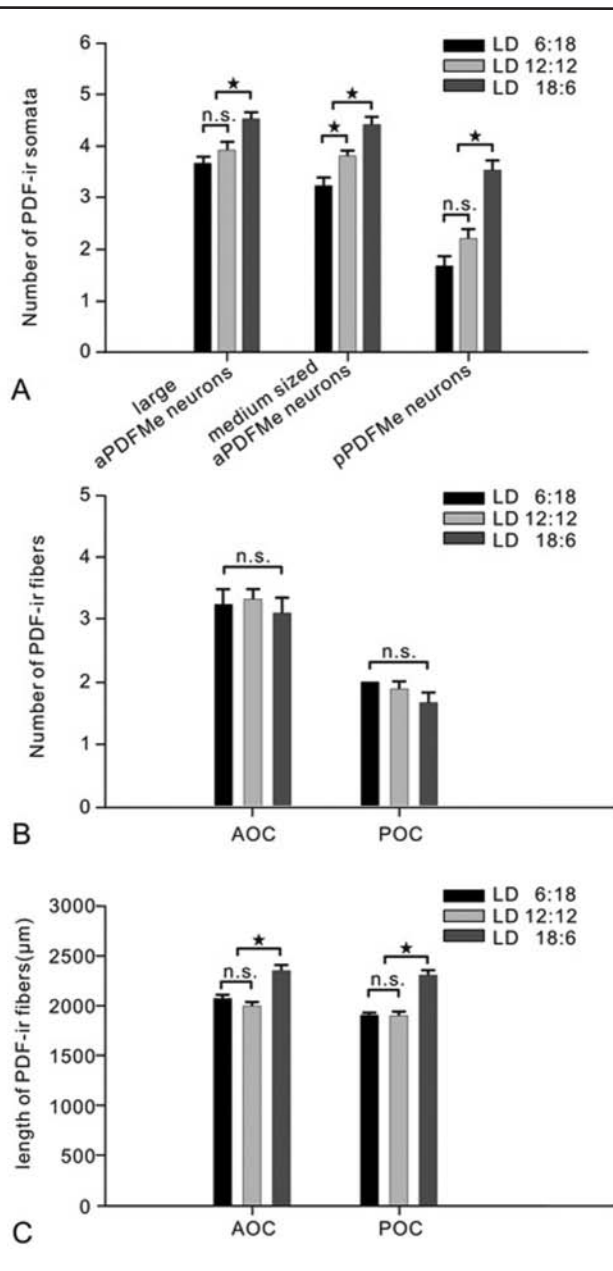 6
5
4
3
2
1
0
Number of PDF-ir somata
LD 6:18
LD 12:12
LD 18:6
★
n.s.
★
★
★
n.s.
large
aPDFMe neurons
medium sized
aPDFMe neurons
pPDFMe neurons
A
5
4
3
2
1
0
Number of PDF-ir fibers
LD 6:18
LD 12:12
LD 18:6
n.s.
n.s.
AOC
POC
B
3000
2500
2000
1500
1000
500
0
length of PDF-ir fibers(µm)
LD 6:18
LD 12:12
LD 18:6
★
n.s.
★
n.s.
AOC
POC
C